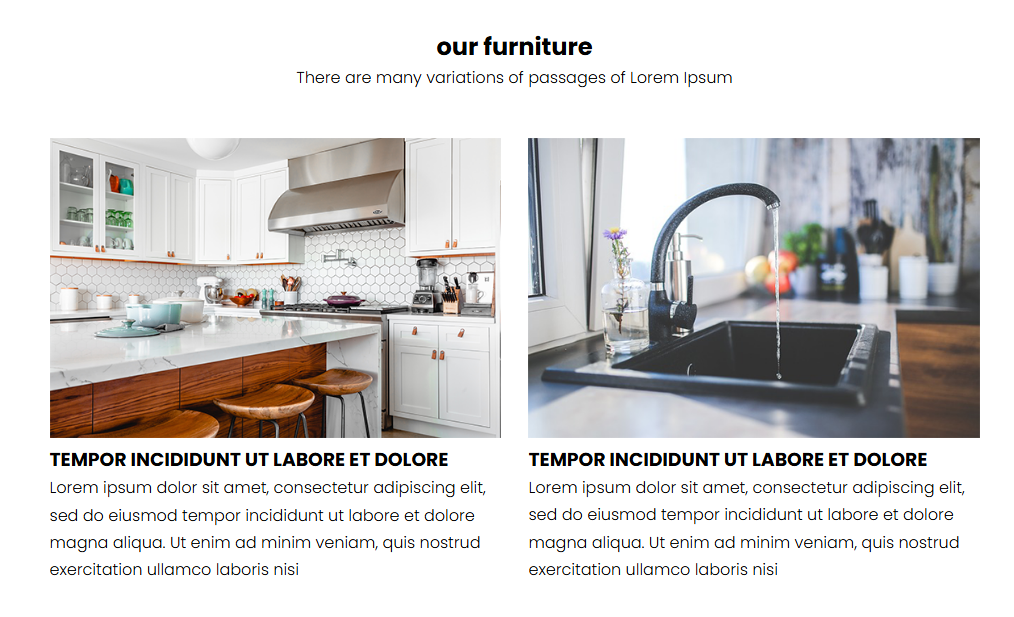 our furniture
There are many variations of passages of Lorem Ipsum
TEMPOR INCIDIDUNT UT LABORE ET DOLORE
Lorem ipsum dolor sit amet, consectetur adipiscing elit,
sed do eiusmod tempor incididunt ut labore et dolore
magna aliqua. Ut enim ad minim veniam, quis nostrud
exercitation ullamco laboris nisi
TEMPOR INCIDIDUNT UT LABORE ET DOLORE
Lorem ipsum dolor sit amet, consectetur adipiscing elit,
sed do eiusmod tempor incididunt ut labore et dolore
magna aliqua. Ut enim ad minim veniam, quis nostrud
exercitation ullamco laboris nisi